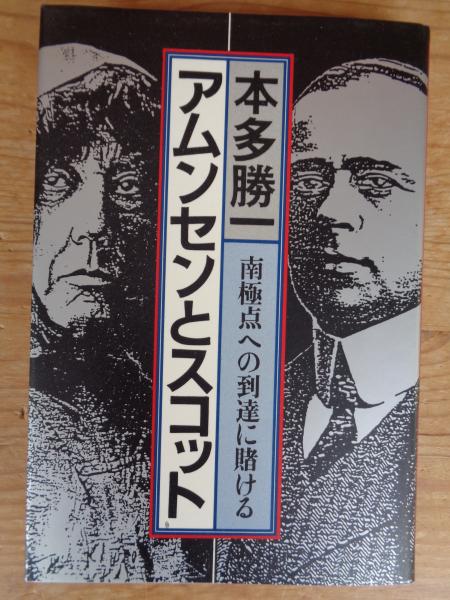 本多勝一
アムンセンとスコット
南極点への到達に賭ける